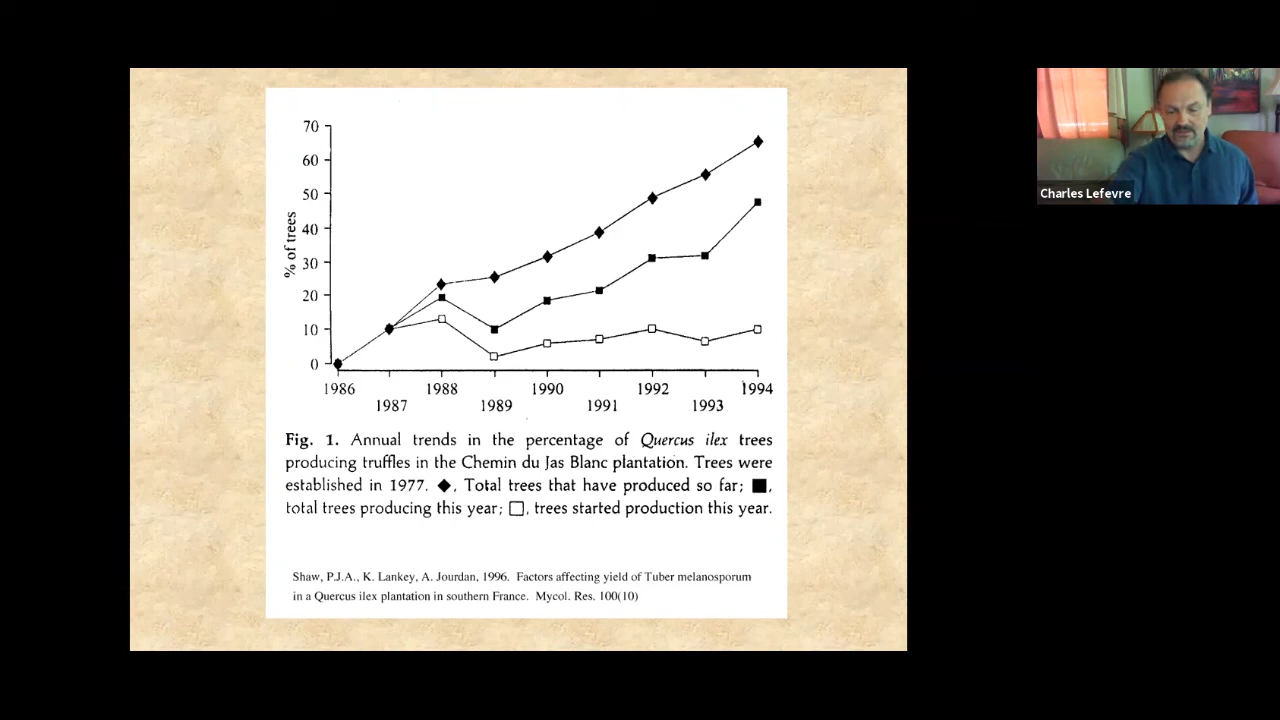 70
60
50
40
30
20
10
0
% of trees
1986
1988
1990
1992
1994
1987
1989
1991
1993
Fig. 1. Annual trends in the percentage of Quercus ilex trees
producing truffles in the Chemin du Jas Blanc plantation. Trees were
established in 1977. ◆, Total trees that have produced so far; ■,
total trees producing this year; □, trees started production this year.
Shaw, P.J.A., K. Lankey, A. Jourdan, 1996. Factors affecting yield of Tuber melanosporum
in a Quercus ilex plantation in southern France. Mycol. Res. 100(10)
Charles Lefevre